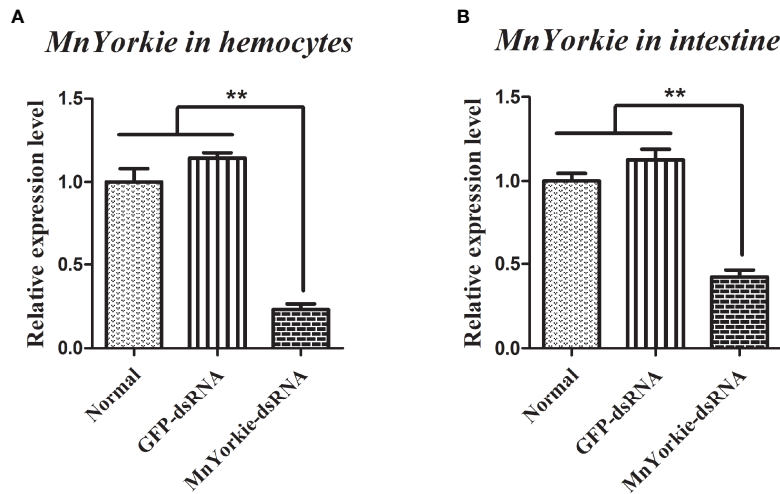 A
MnYorkie in hemocytes
**
Relative expression level
1.5
1.0
0.5
0.0
Normal
GFP-dsRNA
MnYorkie-dsRNA
B
MnYorkie in intestine
**
Relative expression level
1.5
1.0
0.5
0.0
Normal
GFP-dsRNA
MnYorkie-dsRNA